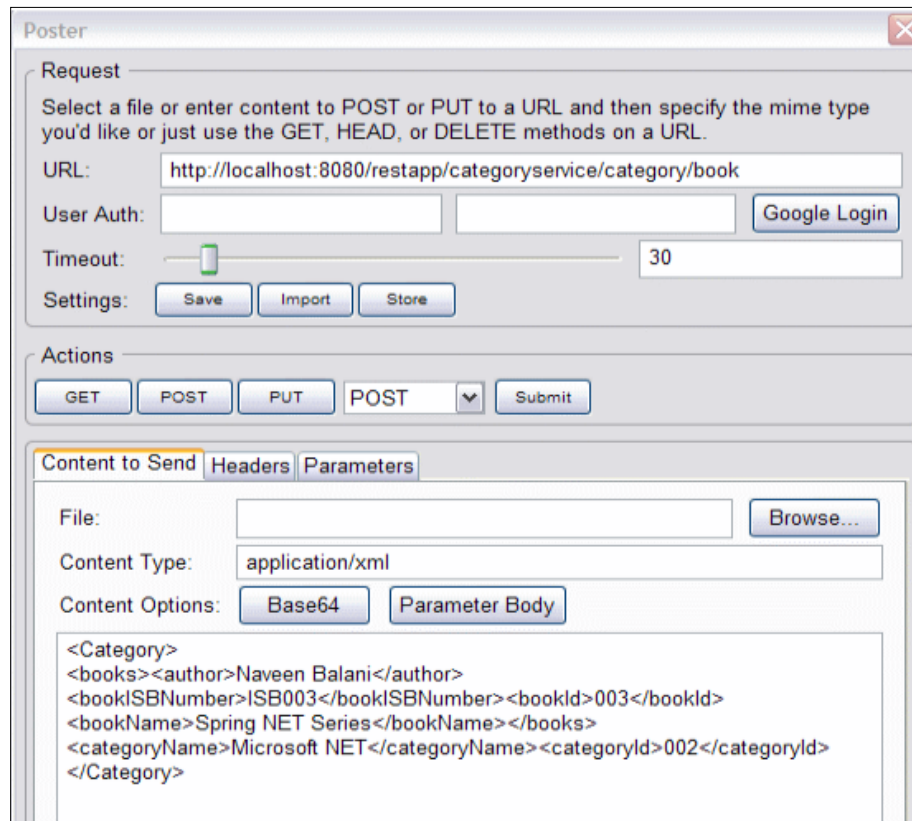 Poster
Request
Select a file or enter content to POST or PUT to a URL and then specify the mime type
you'd like or just use the GET, HEAD, or DELETE methods on a URL.
URL: http://localhost:8080/restapp/categoryservice/category/book
User Auth: Google Login
Timeout: 30
Settings: Save Import Store
Actions
GET POST PUT POST Submit
Content to Send Headers Parameters
File: Browse...
Content Type: application/xml
Content Options: Base64 Parameter Body
<Category>
<books><author>Naveen Balani</author>
<bookISBNumber>ISB003</bookISBNumber><bookId>003</bookId>
<bookName>Spring NET Series</bookName></books>
<categoryName>Microsoft NET</categoryName><categoryId>002</categoryId>
</Category>